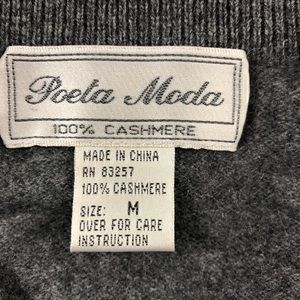 Poeta Moda
100% CASHMERE
MADE IN CHINA
RN 83257
100% CASHMERE
SIZE: M
OVER FOR CARE
INSTRUCTION